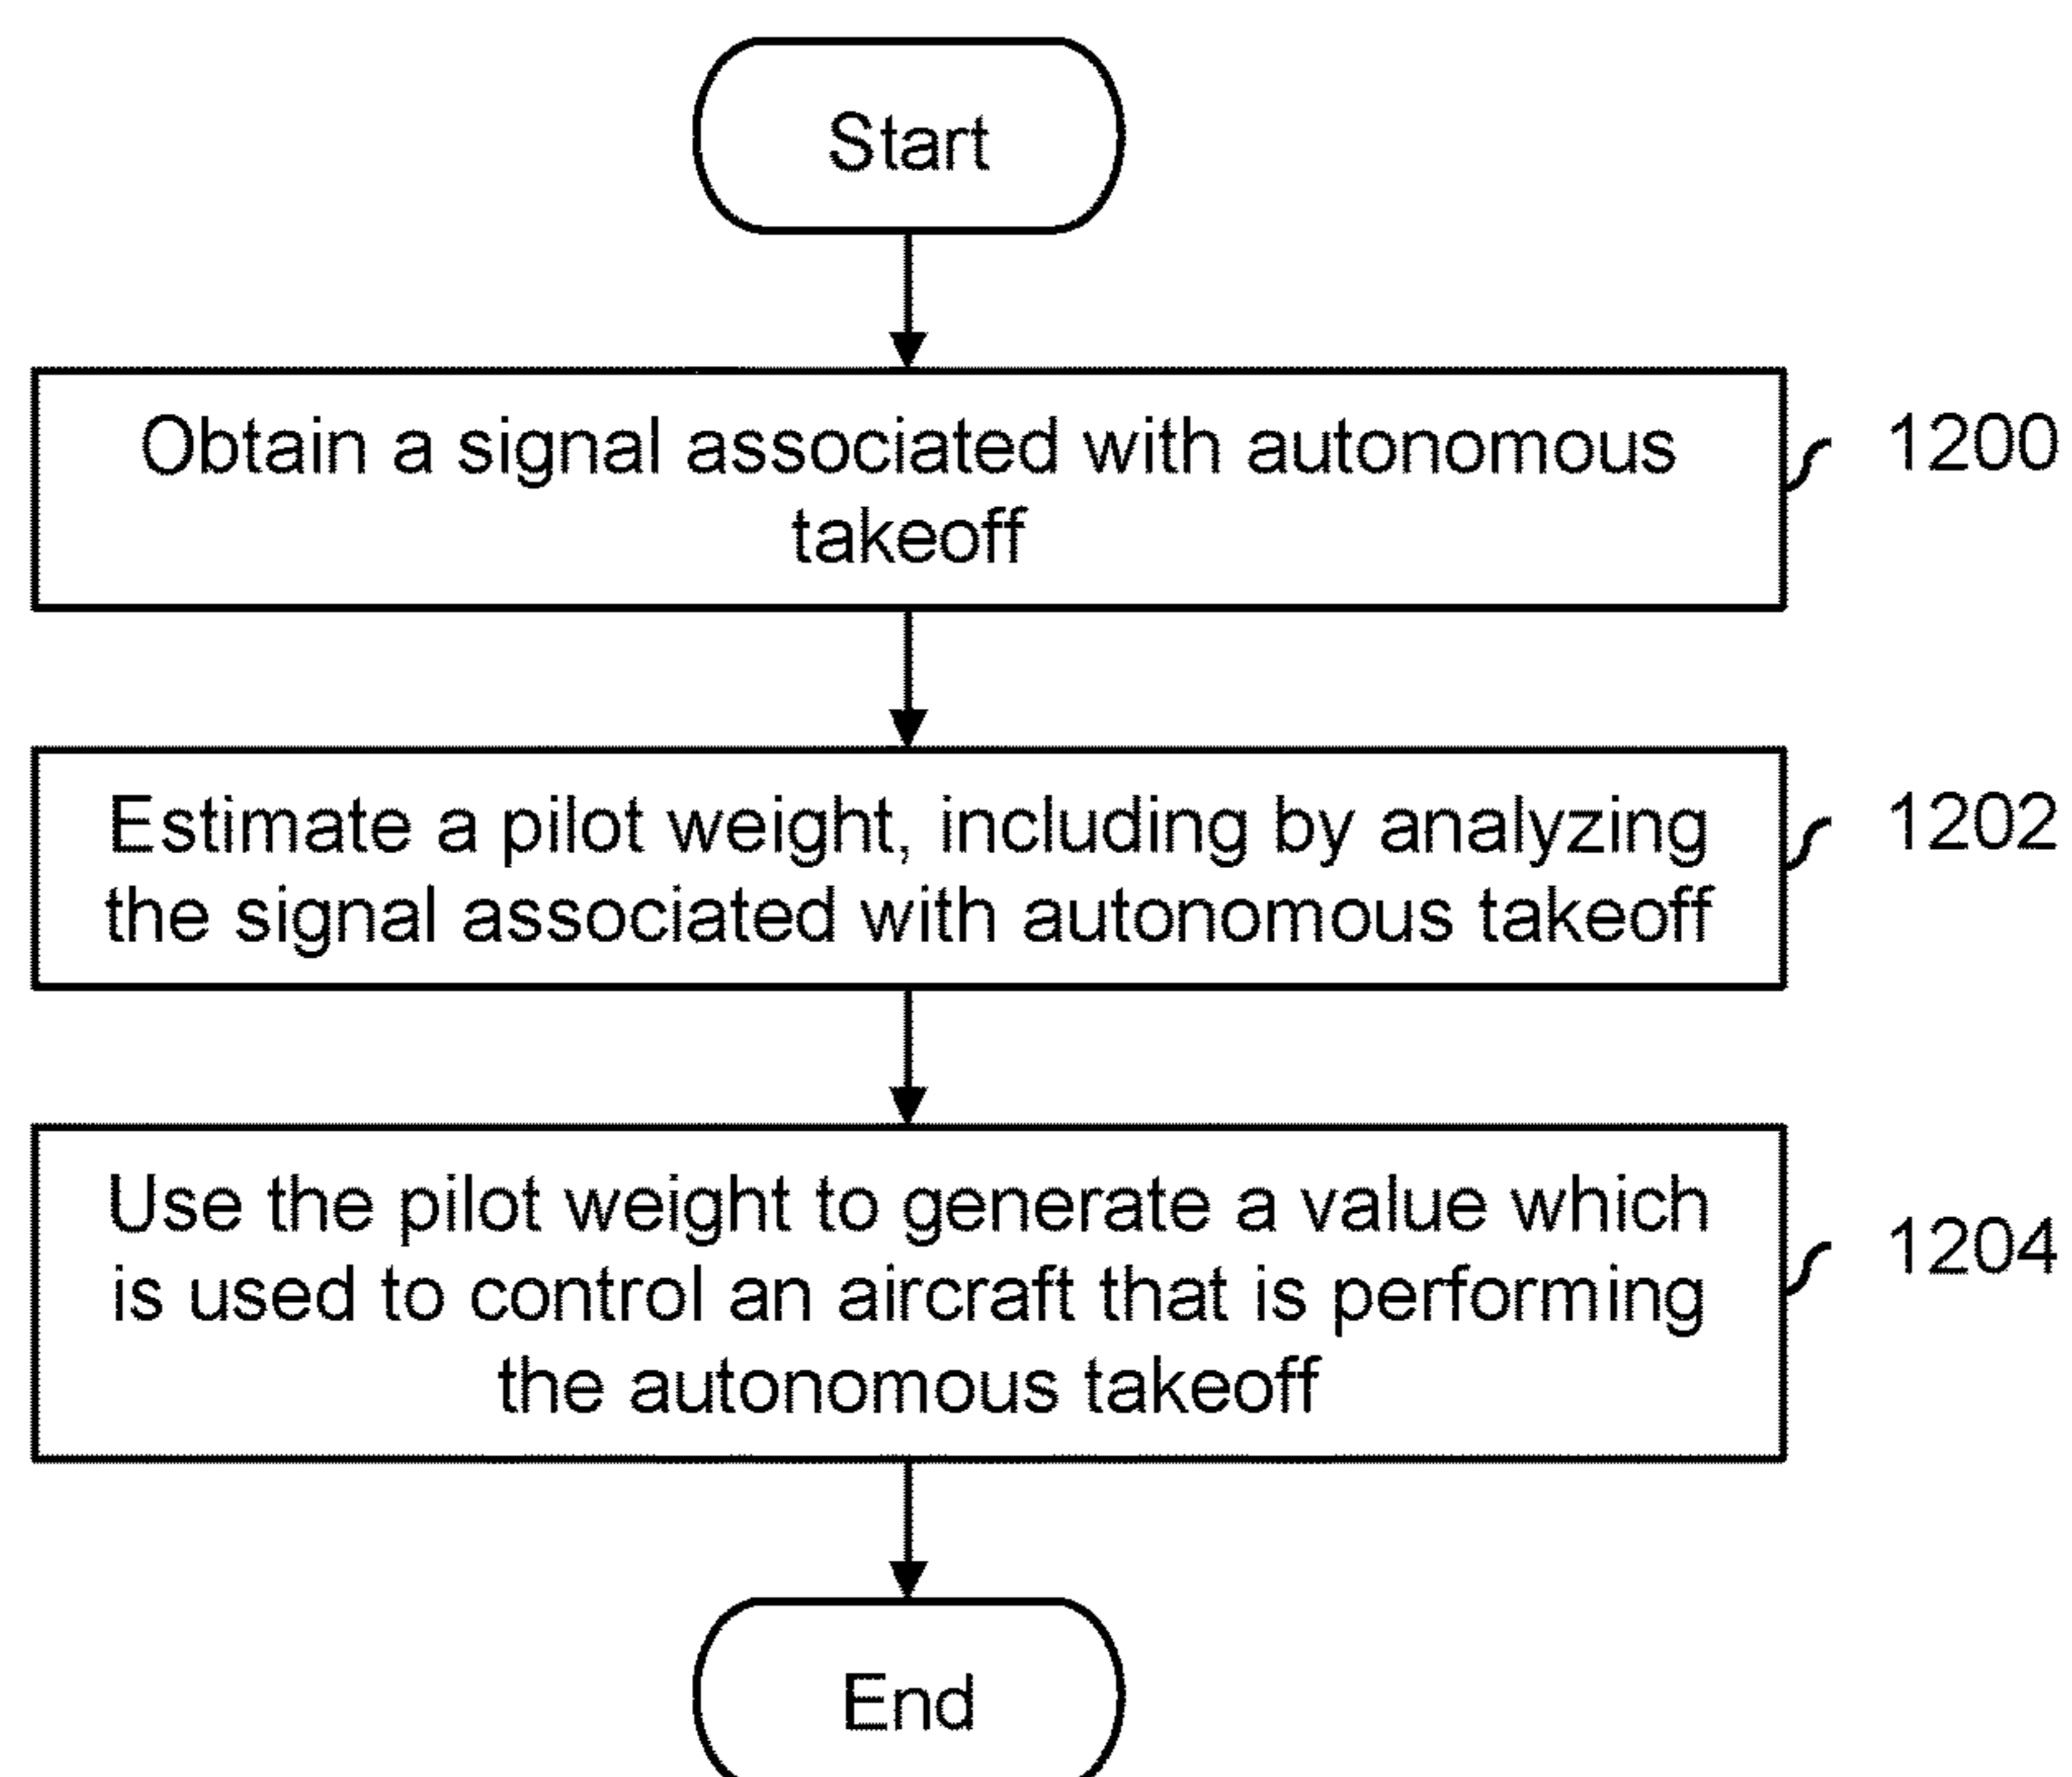 Start
Obtain a signal associated with autonomous
takeoff
1200
Estimate a pilot weight, including by analyzing
the signal associated with autonomous takeoff
1202
Use the pilot weight to generate a value which
is used to control an aircraft that is performing
the autonomous takeoff
1204
End